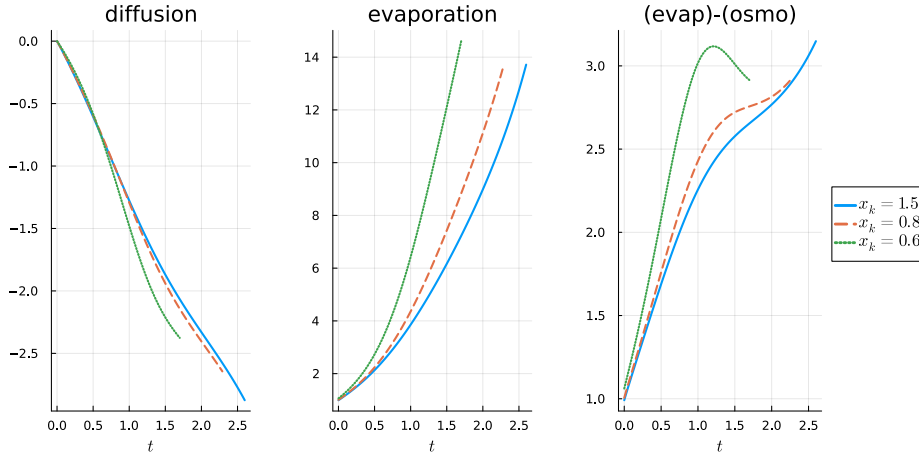 diffusion
0.0
−0.5
−1.0
−1.5
−2.0
−2.5
0.0 0.5 1.0 1.5 2.0 2.5
t
evaporation
14
12
10
8
6
4
2
0.0 0.5 1.0 1.5 2.0 2.5
t
(evap)-(osmo)
3.0
2.5
2.0
1.5
1.0
0.0 0.5 1.0 1.5 2.0 2.5
t
x_k = 1.5
x_k = 0.8
x_k = 0.6